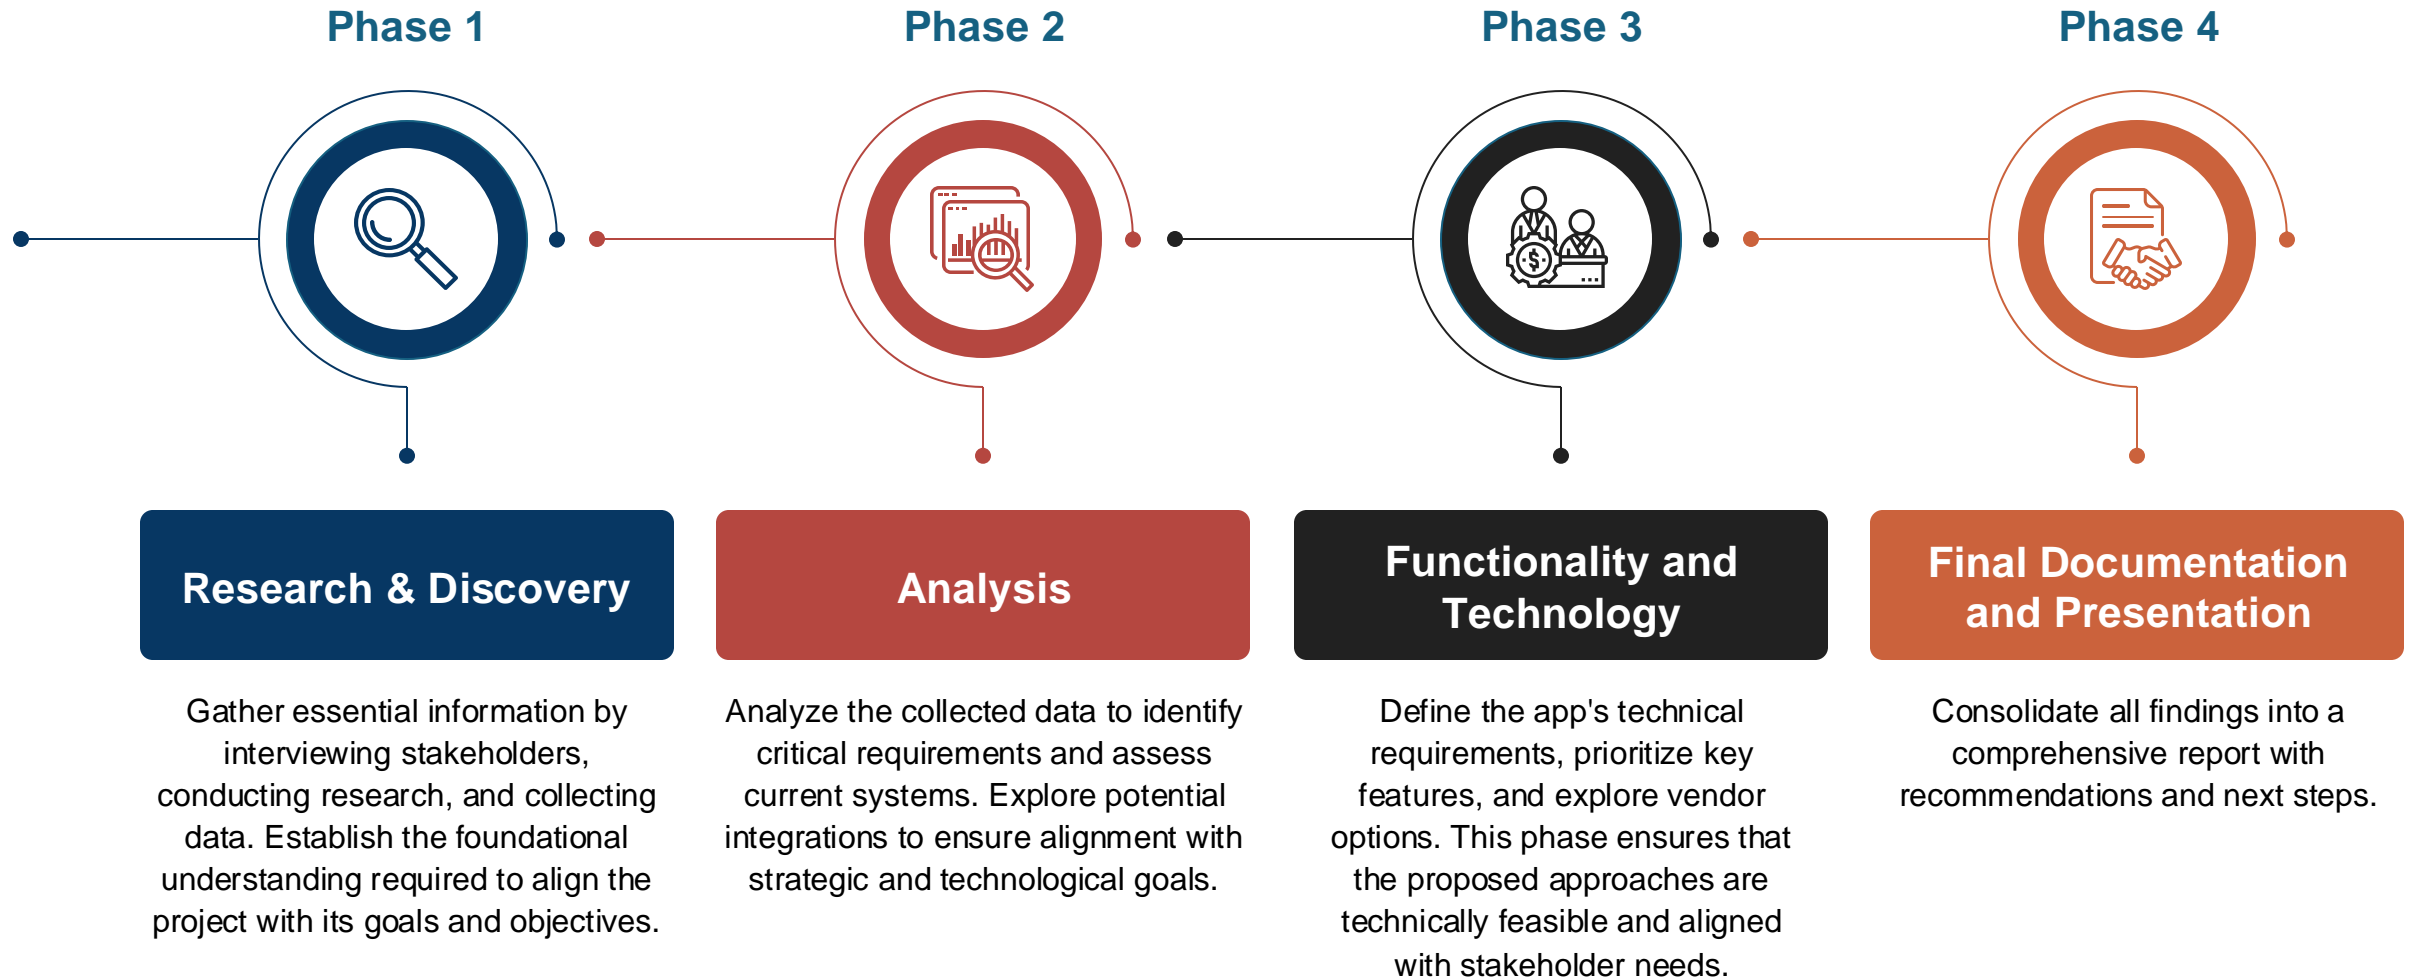 Phase 1
Phase 2
Phase 3
Phase 4
$
Research & Discovery
Gather essential information by
interviewing stakeholders,
conducting research, and collecting
data. Establish the foundational
understanding required to align the
project with its goals and objectives.
Analysis
Analyze the collected data to identify
critical requirements and assess
current systems. Explore potential
integrations to ensure alignment with
strategic and technological goals.
Functionality and
Technology
Define the app's technical
requirements, prioritize key
features, and explore vendor
options. This phase ensures that
the proposed approaches are
technically feasible and aligned
with stakeholder needs.
Final Documentation
and Presentation
Consolidate all findings into a
comprehensive report with
recommendations and next steps.